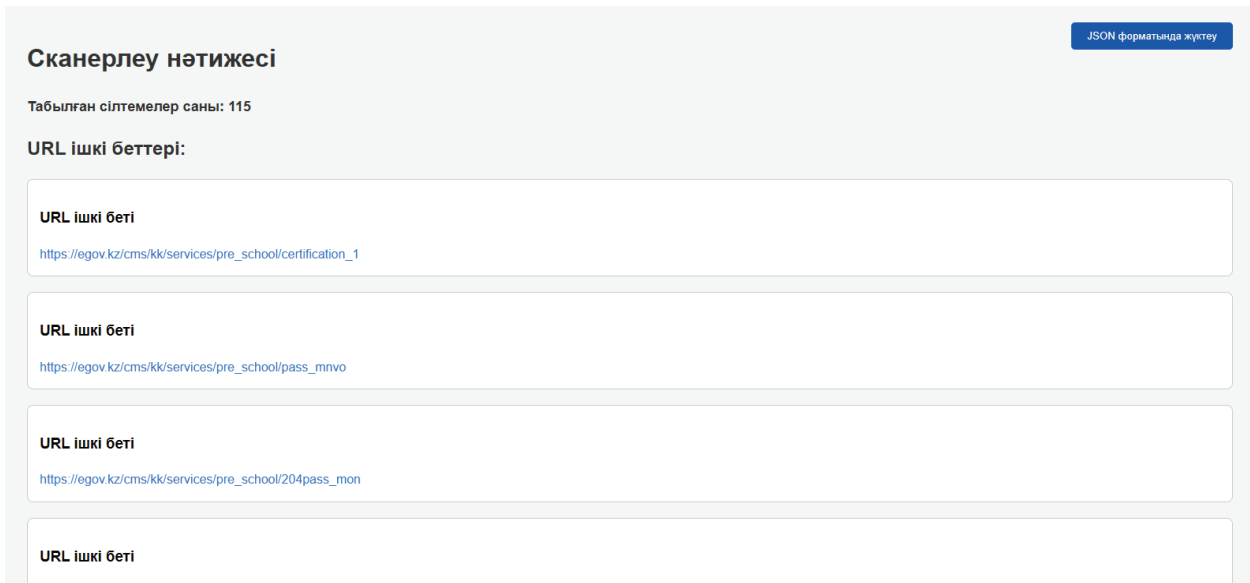 JSON форматында жүктеу
Сканерлеу нәтижесі
Табылған сілтемелер саны: 115
URL ішкі беттері:
URL ішкі беті
https://egov.kz/cms/kk/services/pre_school/certification_1
URL ішкі беті
https://egov.kz/cms/kk/services/pre_school/pass_mnvo
URL ішкі беті
https://egov.kz/cms/kk/services/pre_school/204pass_mon
URL ішкі беті